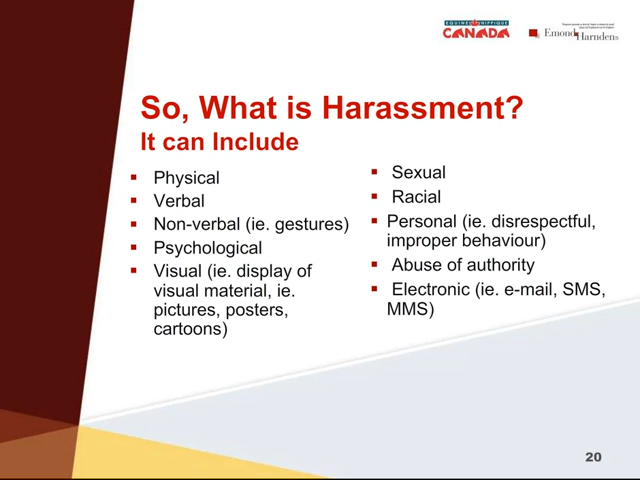 EQUINE HIPPIQUE
CANADA
Emond Harnden
So, What is Harassment?
It can Include
▪ Physical
▪ Verbal
▪ Non-verbal (ie. gestures)
▪ Psychological
▪ Visual (ie. display of
visual material, ie.
pictures, posters,
cartoons)
▪ Sexual
▪ Racial
▪ Personal (ie. disrespectful,
improper behaviour)
▪ Abuse of authority
▪ Electronic (ie. e-mail, SMS,
MMS)
20